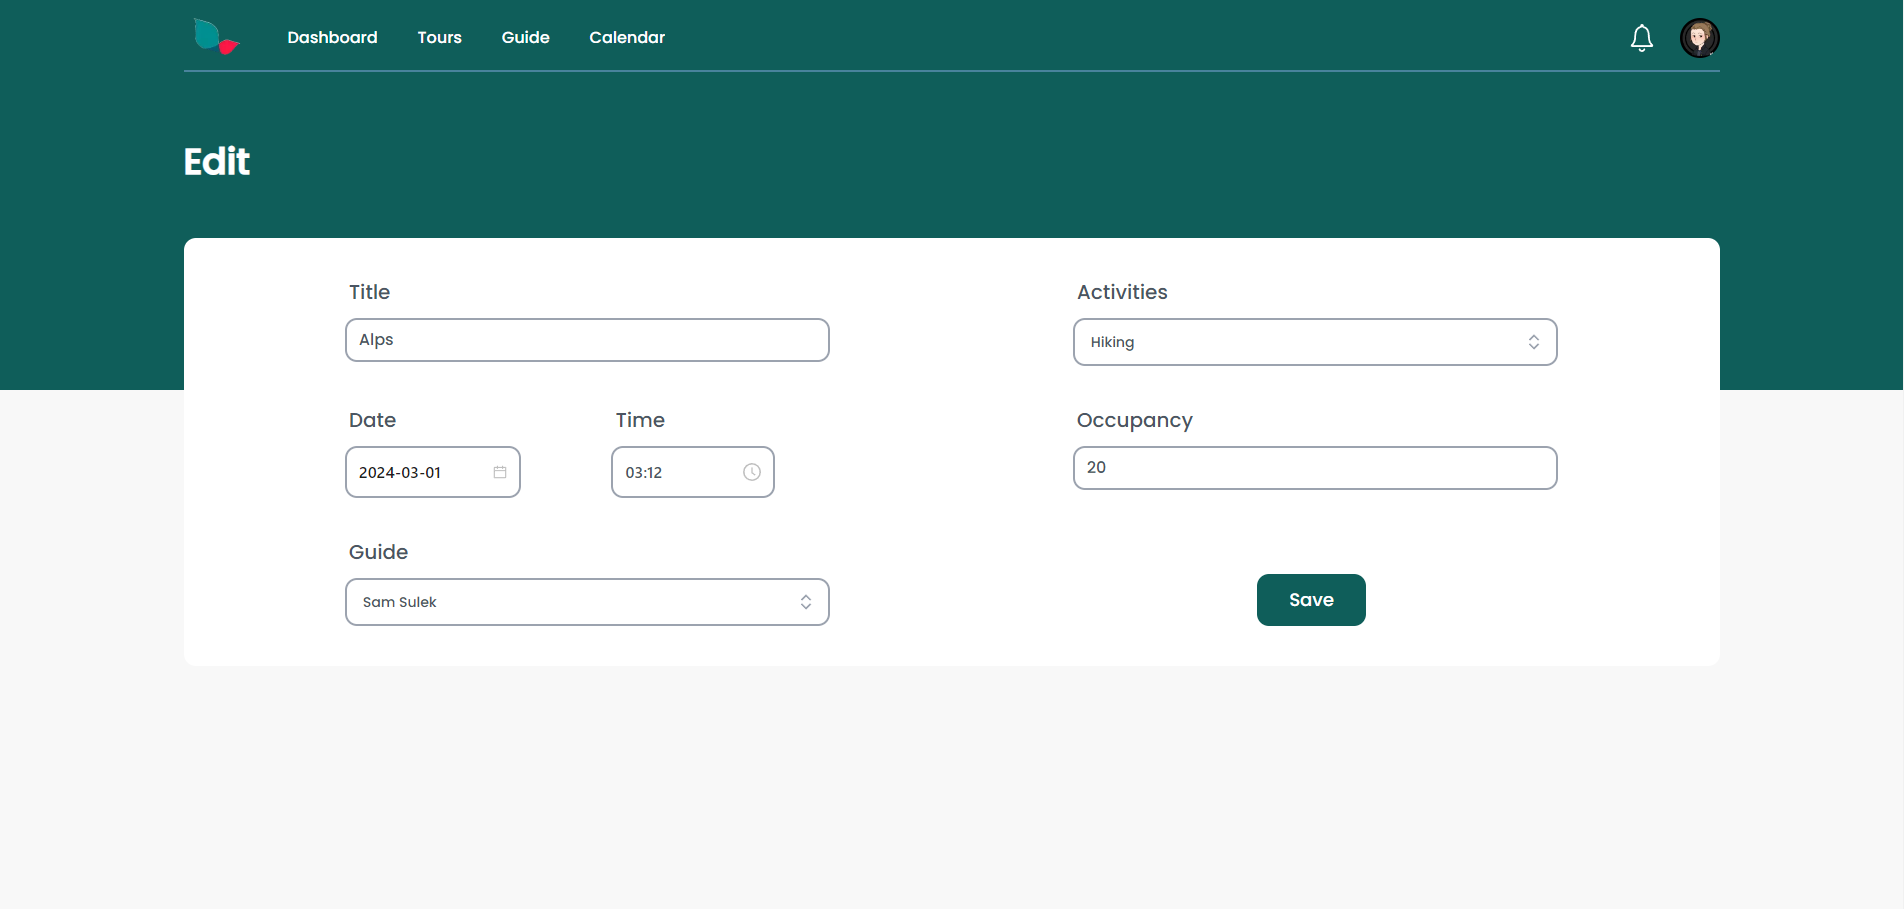 Dashboard Tours Guide Calendar
Edit
Title
Alps
Activities
Hiking
Date
2024-03-01
Time
03:12
Occupancy
20
Guide
Sam Sulek
Save